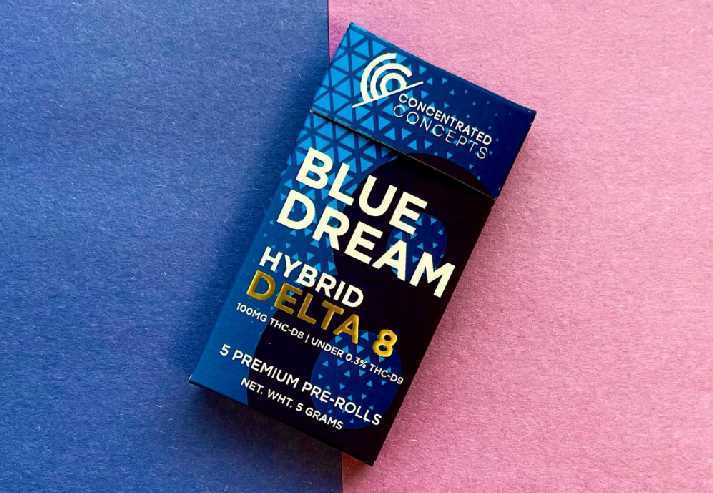 CONCENTRATED
CONCEPTS
BLUE
DREAM
HYBRID
DELTA 8
100MG THC-D8 | UNDER 0.3% THC-D9
5 PREMIUM PRE-ROLLS
NET. WHT. 5 GRAMS